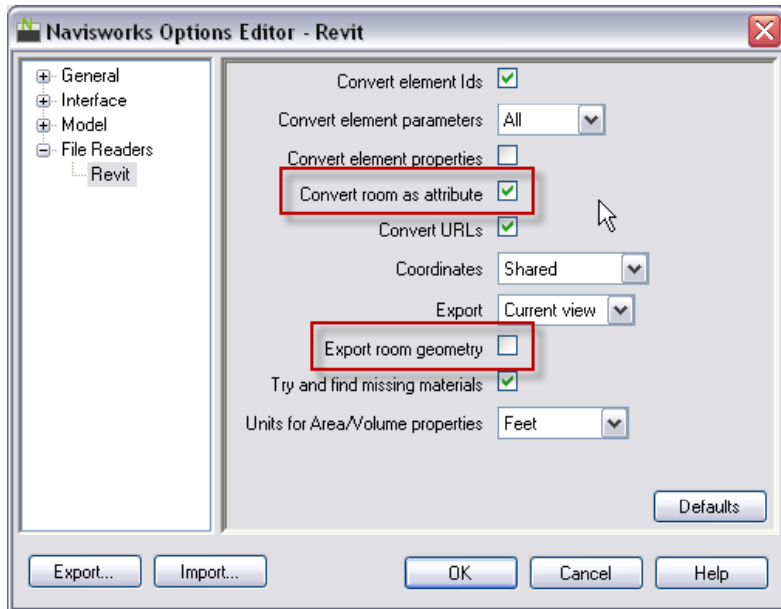 Navisworks Options Editor - Revit
General
Interface
Model
File Readers
Revit
Convert element Ids
Convert element parameters All
Convert element properties
Convert room as attribute
Convert URLs
Coordinates Shared
Export Current view
Export room geometry
Try and find missing materials
Units for Area/Volume properties Feet
Defaults
Export... Import... OK Cancel Help